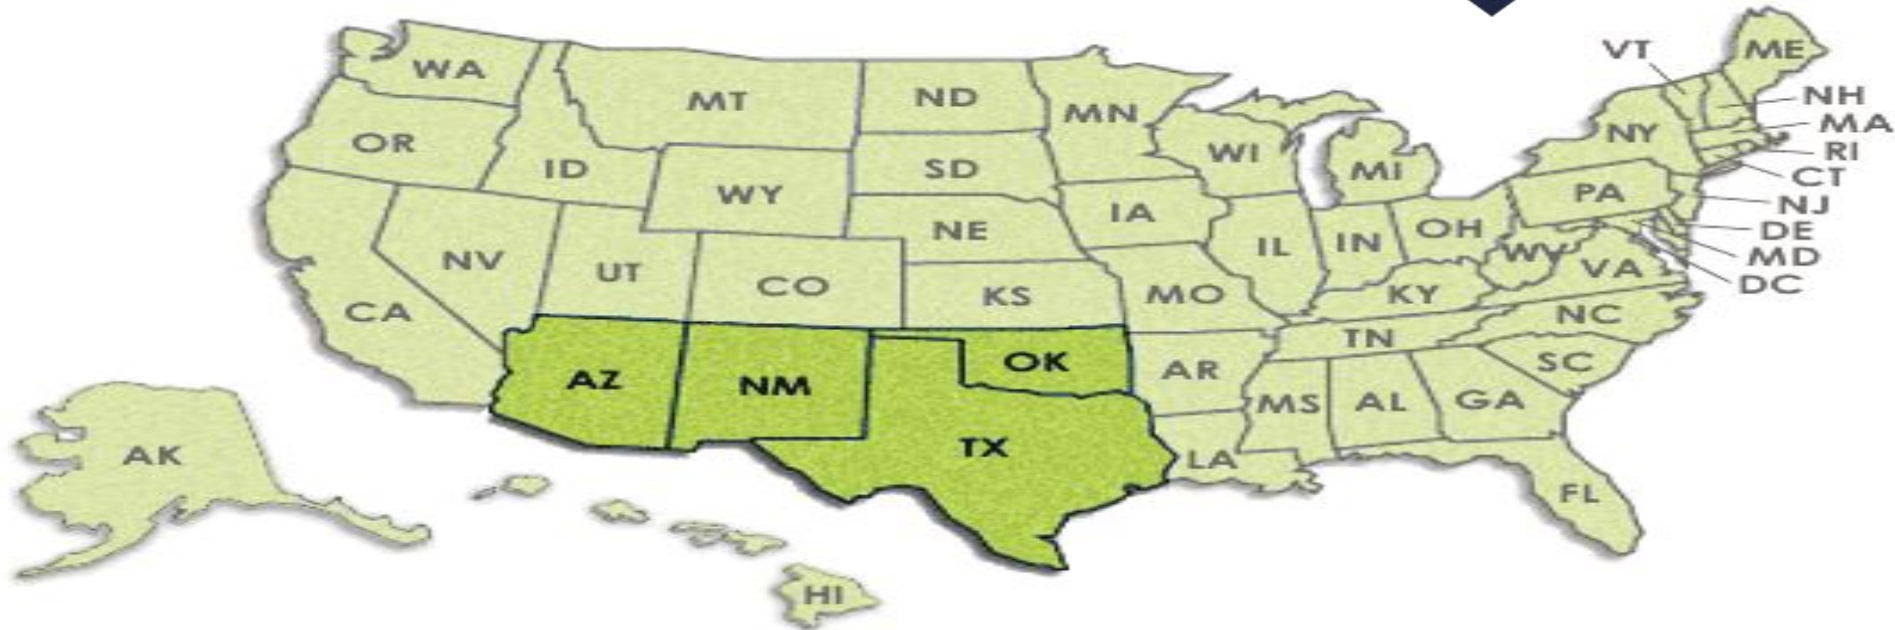 WA
MT
ND
MN
VT
ME
OR
ID
WY
SD
WI
MI
NY
NH
MA
RI
CT
NJ
DE
MD
DC
NV
UT
CO
NE
KS
IA
IL
IN
OH
PA
WV
VA
CA
MO
KY
NC
TN
SC
AZ
NM
OK
TX
AR
MS
AL
GA
LA
FL
AK
HI